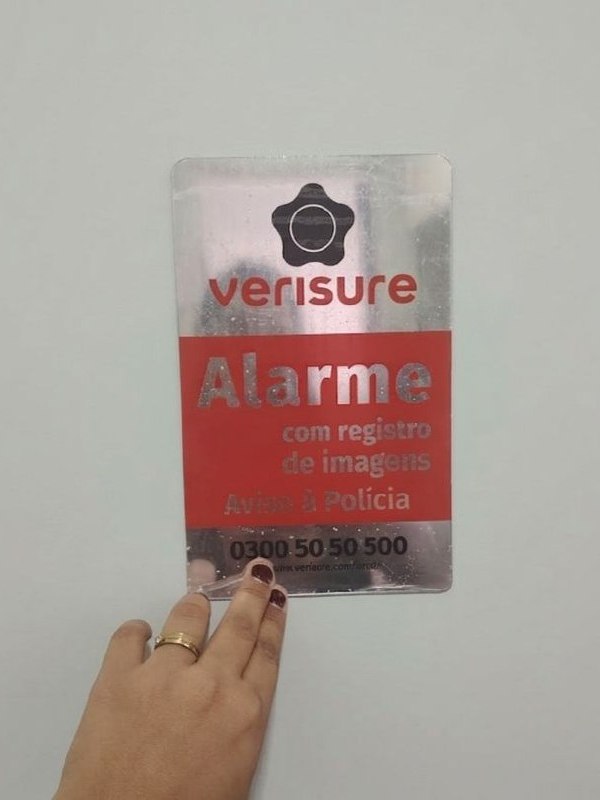 verisure
Alarme
com registro
de imagens
Aviso à Polícia
0300 50 50 500